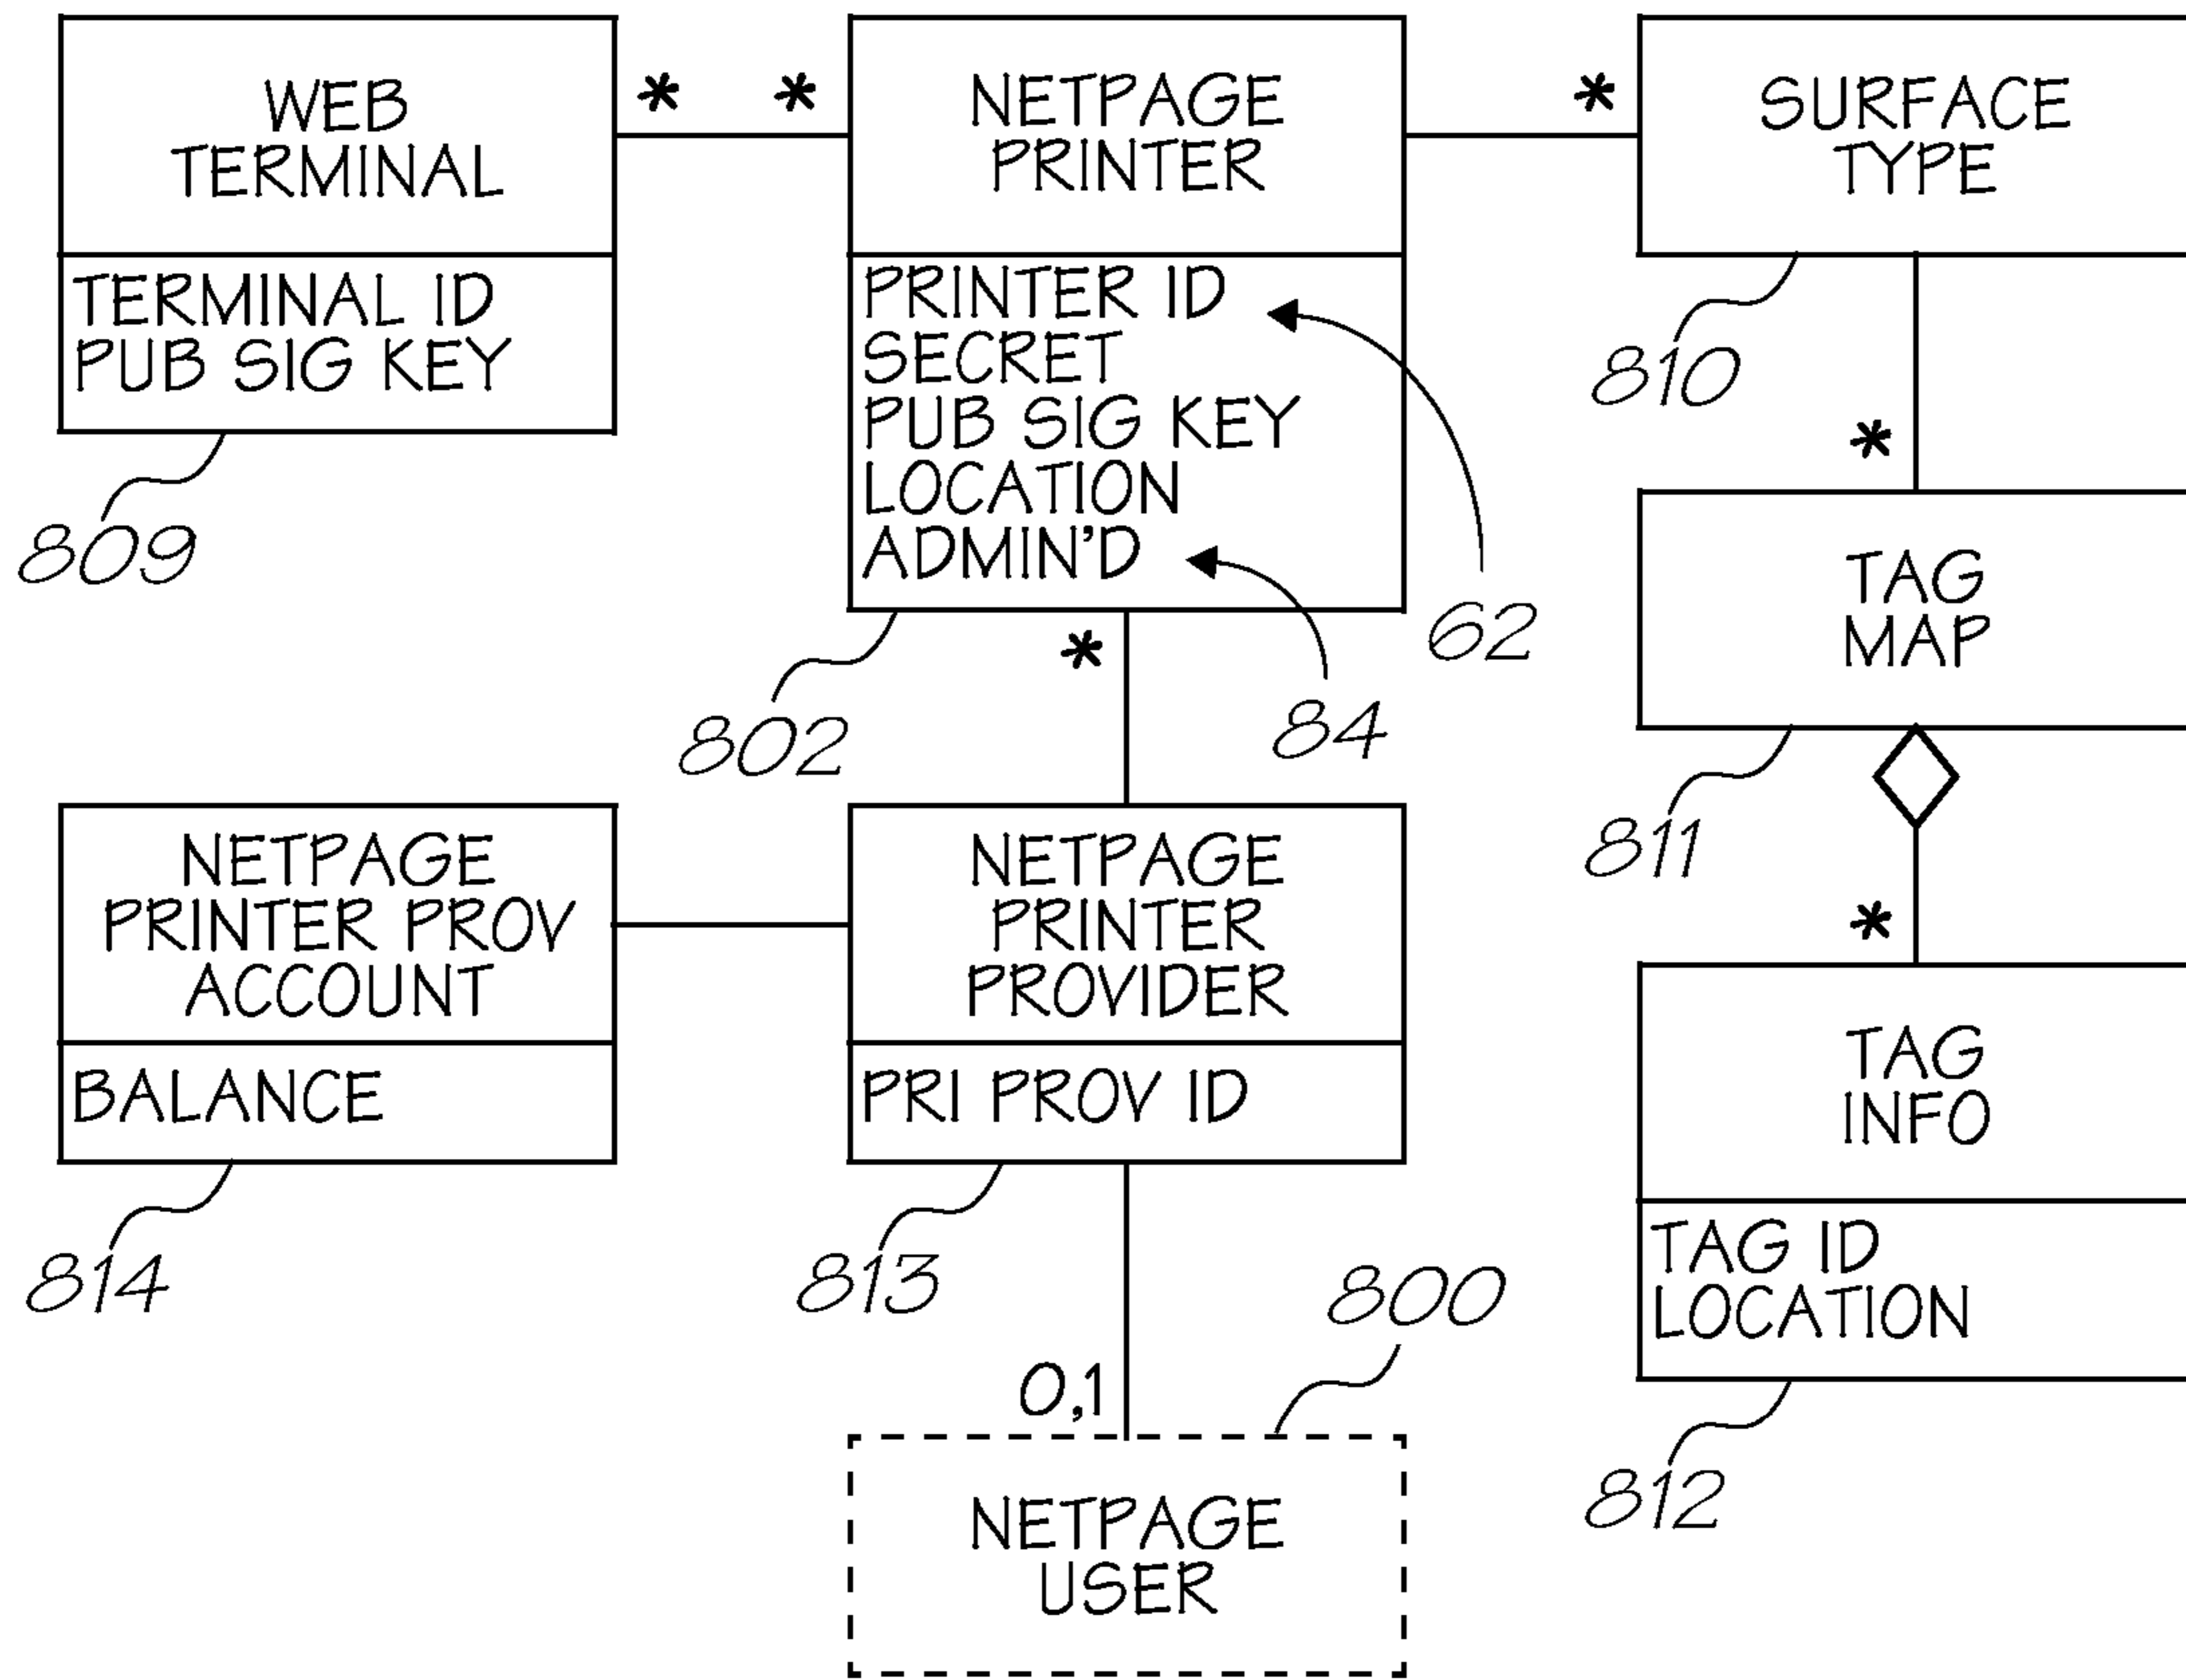 WEB
TERMINAL
TERMINAL ID
PUB SIG KEY
809
*
*
NETPAGE
PRINTER
PRINTER ID
SECRET
PUB SIG KEY
LOCATION
ADMIN'D
62
84
802
*
*
SURFACE
TYPE
810
*
TAG
MAP
811
*
TAG
INFO
TAG ID
LOCATION
812
NETPAGE
PRINTER PROV
ACCOUNT
BALANCE
814
NETPAGE
PRINTER
PROVIDER
PRI PROV ID
813
800
0,1
NETPAGE
USER